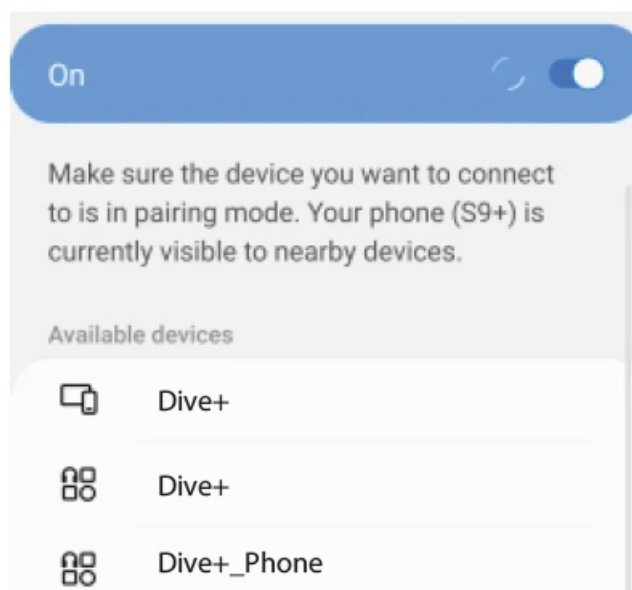 On
Make sure the device you want to connect
to is in pairing mode. Your phone (S9+) is
currently visible to nearby devices.
Available devices
Dive+
Dive+
Dive+_Phone